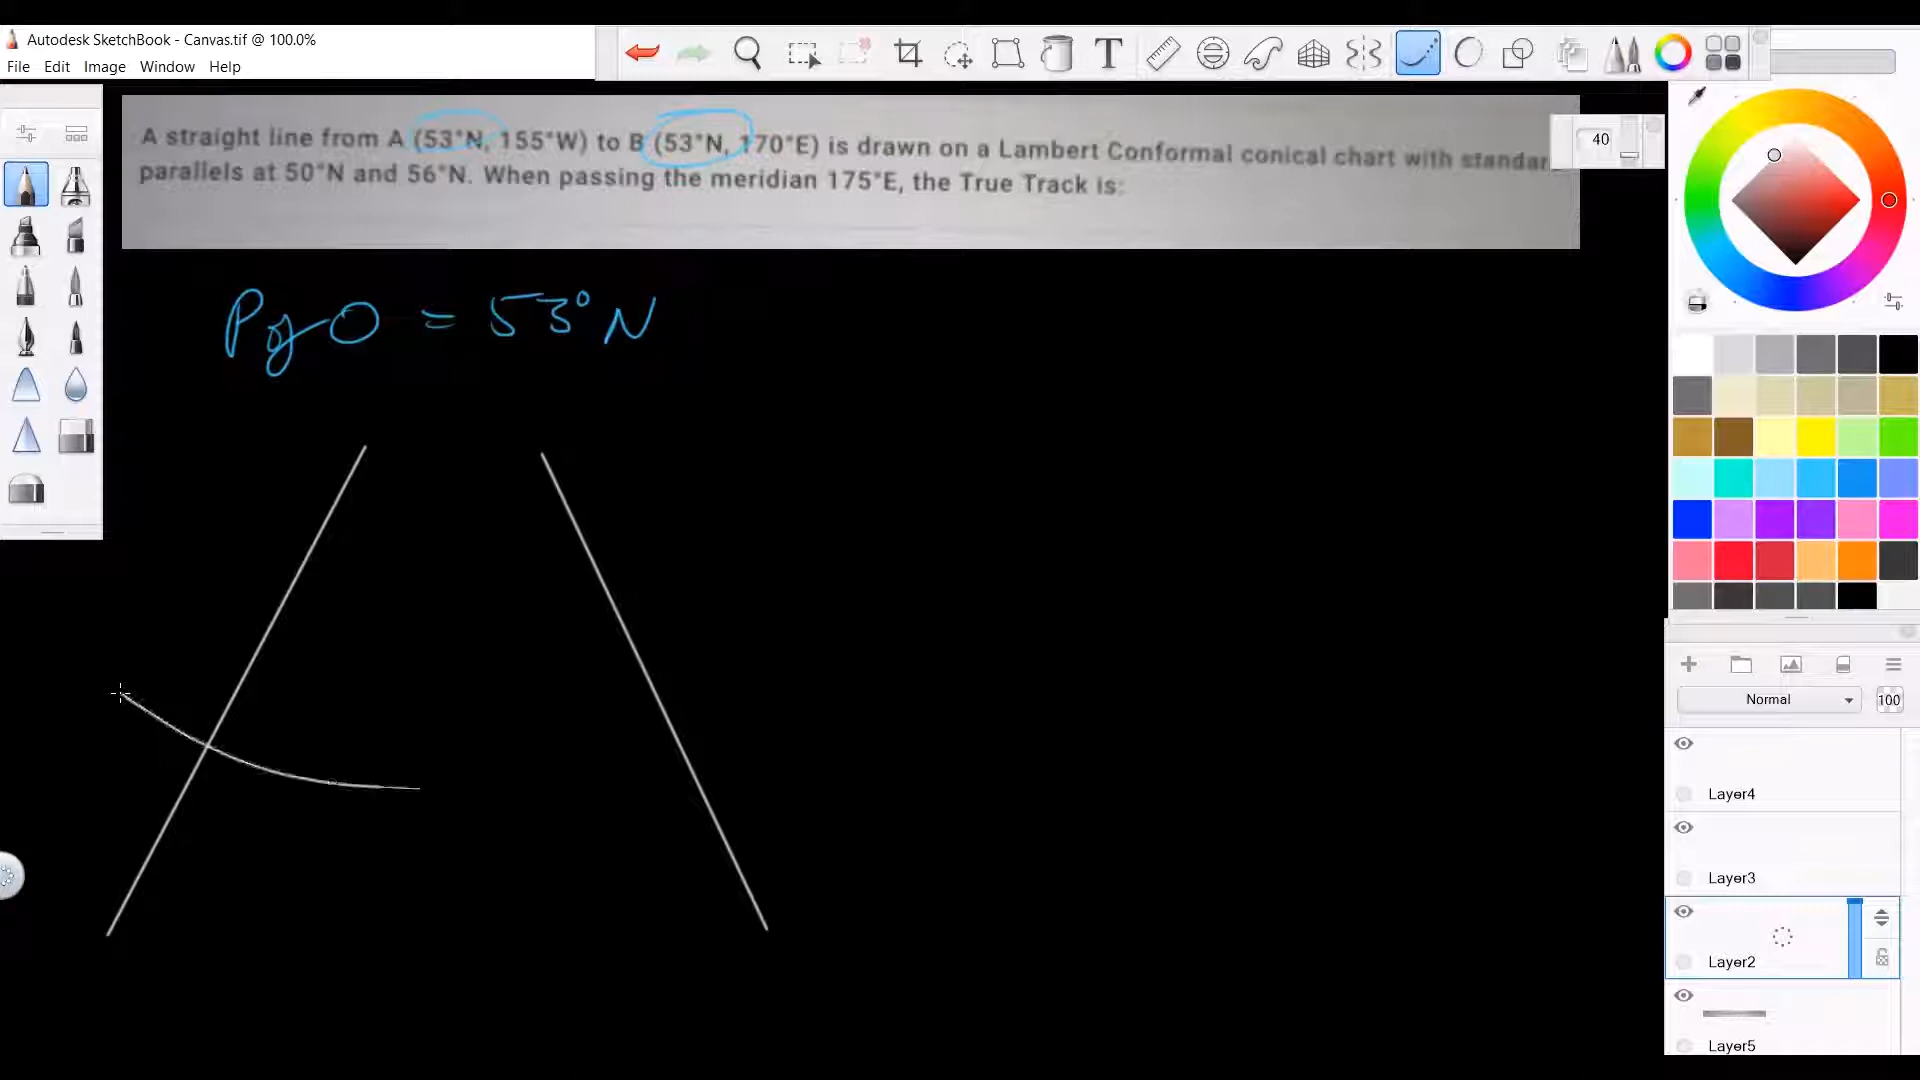 Autodesk SketchBook - Canvas.tif @ 100.0%
File Edit Image Window Help
A straight line from A (53°N, 155°W) to B (53°N, 170°E) is drawn on a Lambert Conformal conical chart with standar
parallels at 50°N and 56°N. When passing the meridian 175°E, the True Track is:
40
P of O = 53°N
Normal
100
Layer4
Layer3
Layer2
Layer5